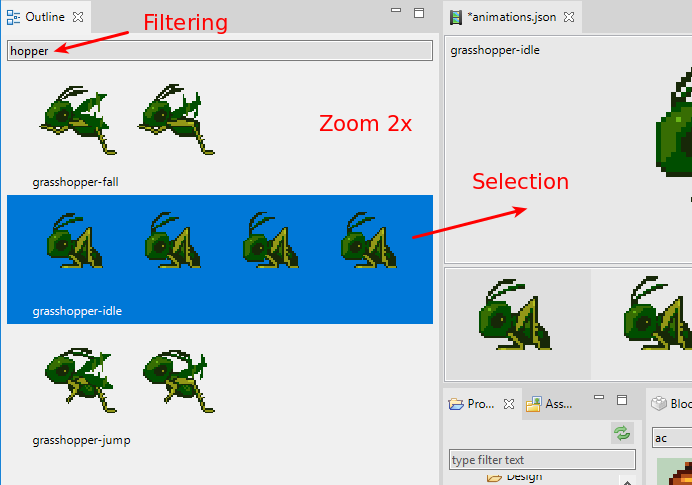 Outline
Filtering
*animations.json
hopper
grasshopper-idle
Zoom 2x
grasshopper-fall
Selection
grasshopper-idle
grasshopper-jump
Pro...
Ass...
Bloc
ac
type filter text
Design